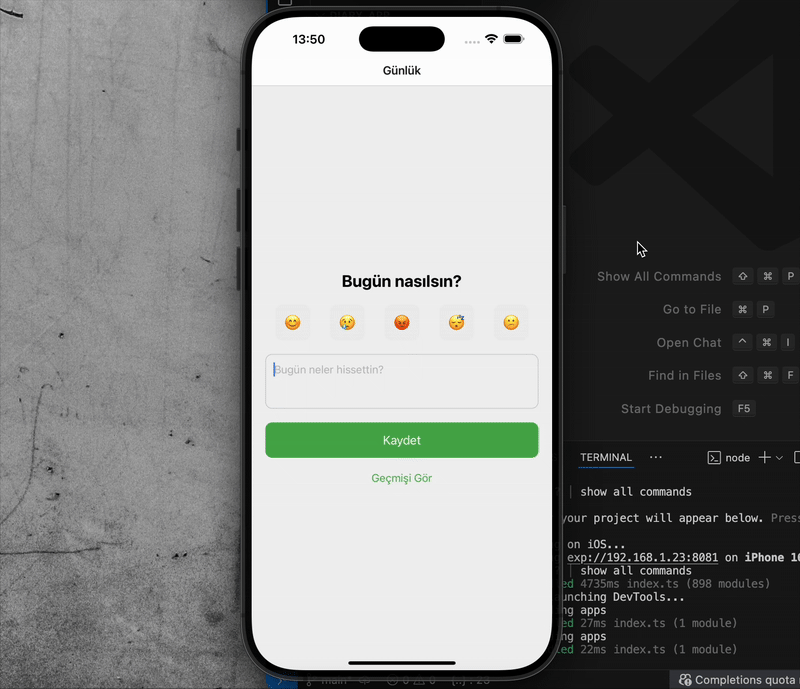 13:50
Günlük
Bugün nasılsın?
Bugün neler hissettin?
Kaydet
Geçmişi Gör
Show All Commands ⇧ ⌘ P
Go to File ⌘ P
Open Chat ^ ⌘ I
Find in Files ⇧ ⌘ F
Start Debugging F5
TERMINAL ··· node
| show all commands
your project will appear below. Press
on iOS...
exp://192.168.1.23:8081 on iPhone 16
| show all commands
ed 4735ms index.ts (898 modules)
unching DevTools...
ng apps
ed 27ms index.ts (1 module)
ng apps
led 22ms index.ts (1 module)
main
Completions quota